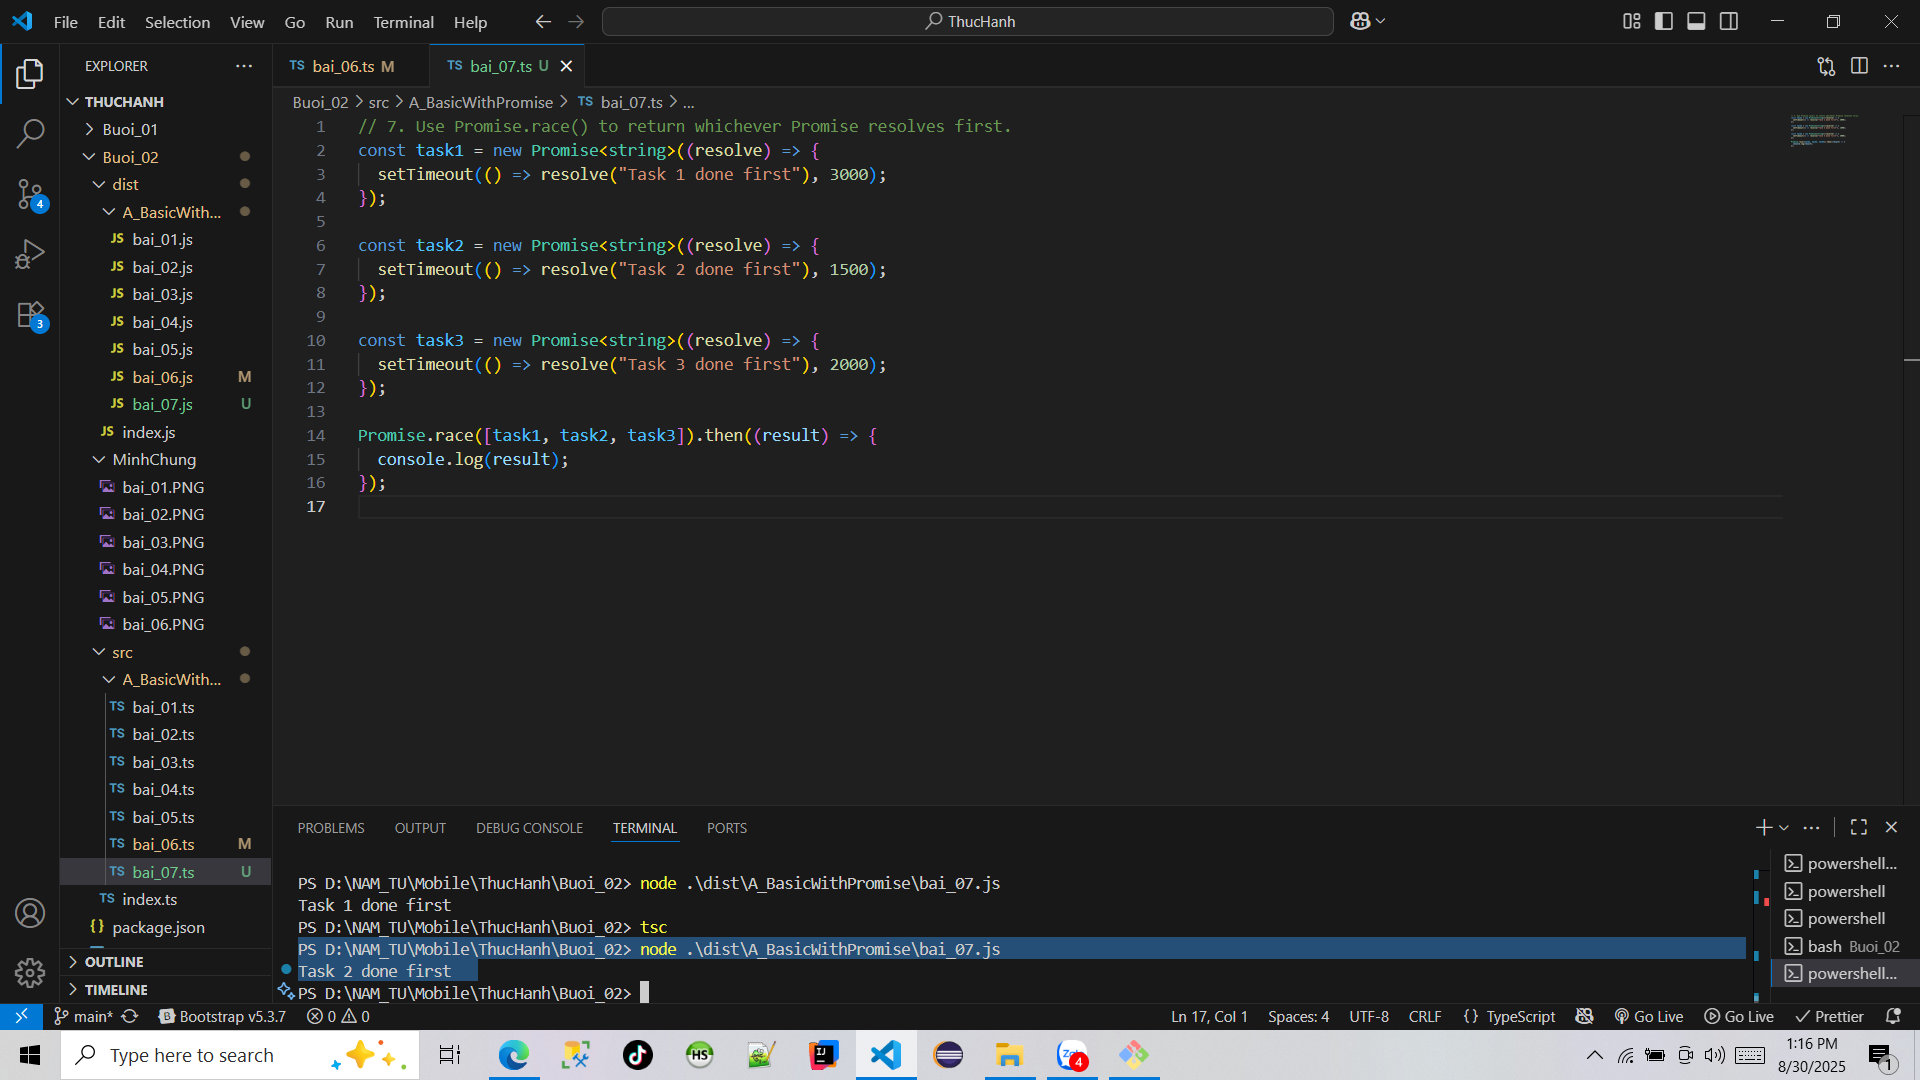 File Edit Selection View Go Run Terminal Help
ThucHanh
EXPLORER
THUCHANH
Buoi_01
Buoi_02
dist
A_BasicWith...
JS bai_01.js
JS bai_02.js
JS bai_03.js
JS bai_04.js
JS bai_05.js
JS bai_06.js M
JS bai_07.js U
JS index.js
MinhChung
bai_01.PNG
bai_02.PNG
bai_03.PNG
bai_04.PNG
bai_05.PNG
bai_06.PNG
src
A_BasicWith...
TS bai_01.ts
TS bai_02.ts
TS bai_03.ts
TS bai_04.ts
TS bai_05.ts
TS bai_06.ts M
TS bai_07.ts U
TS index.ts
{} package.json
OUTLINE
TIMELINE
4
3
TS bai_06.ts M
TS bai_07.ts U
Buoi_02 > src > A_BasicWithPromise > TS bai_07.ts > ...
1 // 7. Use Promise.race() to return whichever Promise resolves first.
2 const task1 = new Promise<string>((resolve) => {
3 setTimeout(() => resolve("Task 1 done first"), 3000);
4 });
5
6 const task2 = new Promise<string>((resolve) => {
7 setTimeout(() => resolve("Task 2 done first"), 1500);
8 });
9
10 const task3 = new Promise<string>((resolve) => {
11 setTimeout(() => resolve("Task 3 done first"), 2000);
12 });
13
14 Promise.race([task1, task2, task3]).then((result) => {
15 console.log(result);
16 });
17
PROBLEMS OUTPUT DEBUG CONSOLE TERMINAL PORTS
PS D:\NAM_TU\Mobile\ThucHanh\Buoi_02> node .\dist\A_BasicWithPromise\bai_07.js
Task 1 done first
PS D:\NAM_TU\Mobile\ThucHanh\Buoi_02> tsc
PS D:\NAM_TU\Mobile\ThucHanh\Buoi_02> node .\dist\A_BasicWithPromise\bai_07.js
Task 2 done first
PS D:\NAM_TU\Mobile\ThucHanh\Buoi_02>
powershell...
powershell
powershell
bash Buoi_02
powershell...
main* B Bootstrap v5.3.7 0 0
Ln 17, Col 1 Spaces: 4 UTF-8 CRLF {} TypeScript Go Live Go Live Prettier
Type here to search
HS
IJ
4
1:16 PM
8/30/2025
1